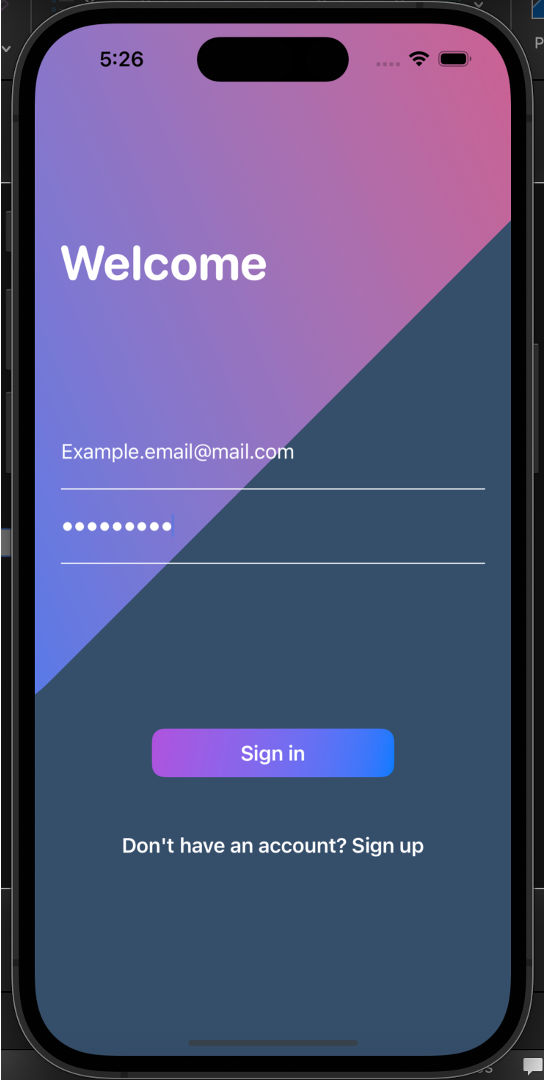 5:26
Welcome
Example.email@mail.com
•••••••••
Sign in
Don't have an account? Sign up